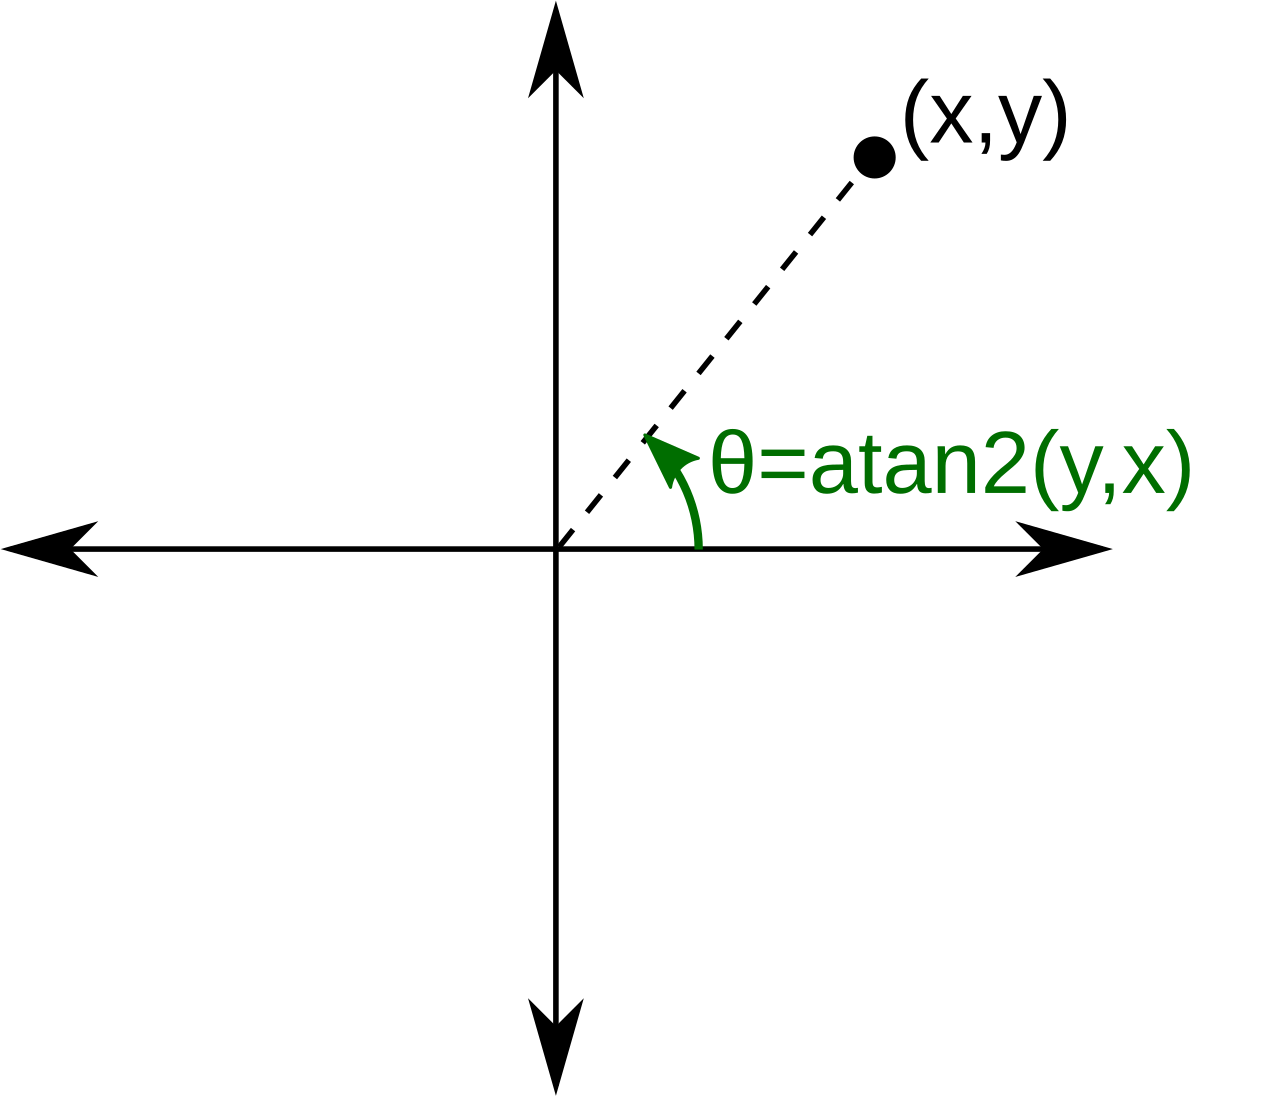 (x,y)
θ=atan2(y,x)